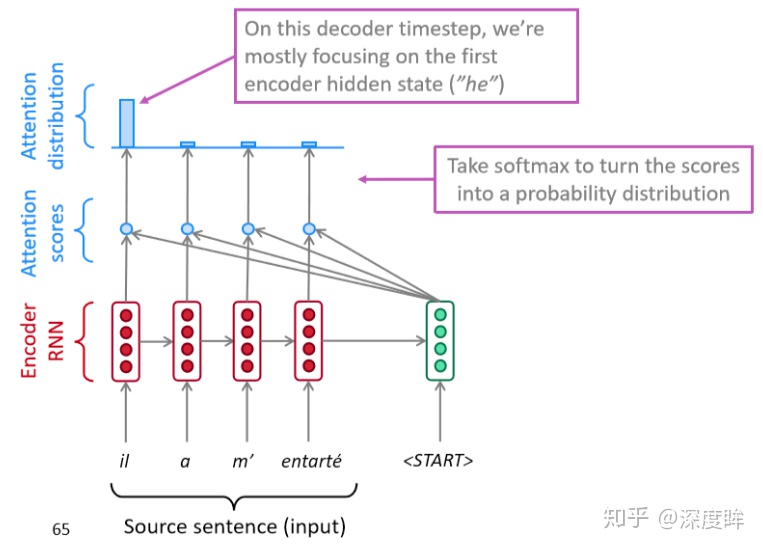 On this decoder timestep, we’re
mostly focusing on the first
encoder hidden state (”he”)
Attention
distribution
Take softmax to turn the scores
into a probability distribution
Attention
scores
Encoder
RNN
il a m’ entarté <START>
Source sentence (input)
65
知乎 @深度眸